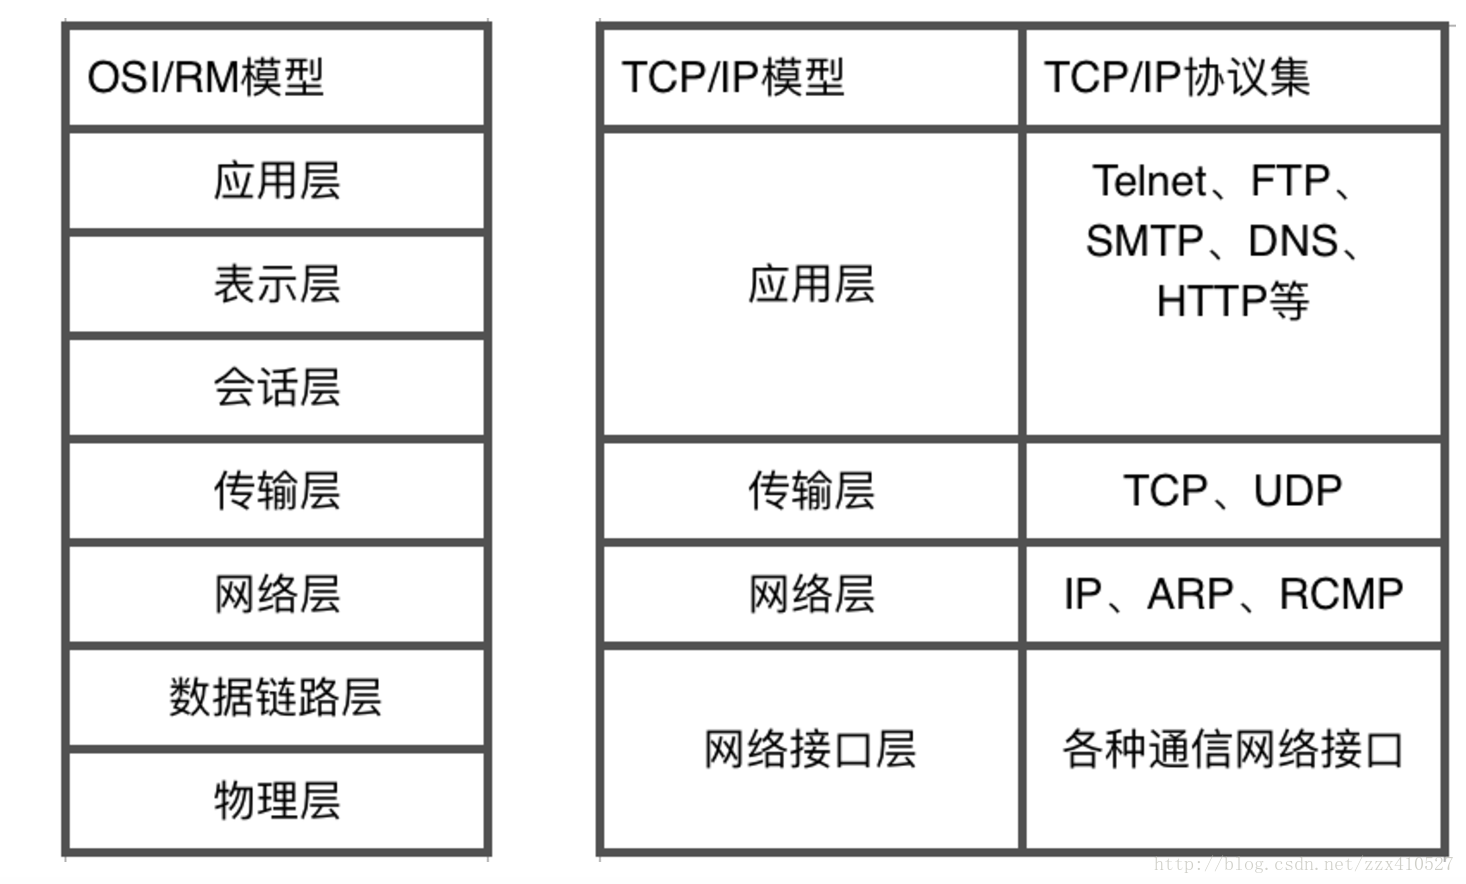 OSI/RM模型
应用层
表示层
会话层
传输层
网络层
数据链路层
物理层
TCP/IP模型
TCP/IP协议集
应用层
Telnet、FTP、
SMTP、DNS、
HTTP等
传输层
TCP、UDP
网络层
IP、ARP、RCMP
网络接口层
各种通信网络接口
http://blog.csdn.net/zzx410527